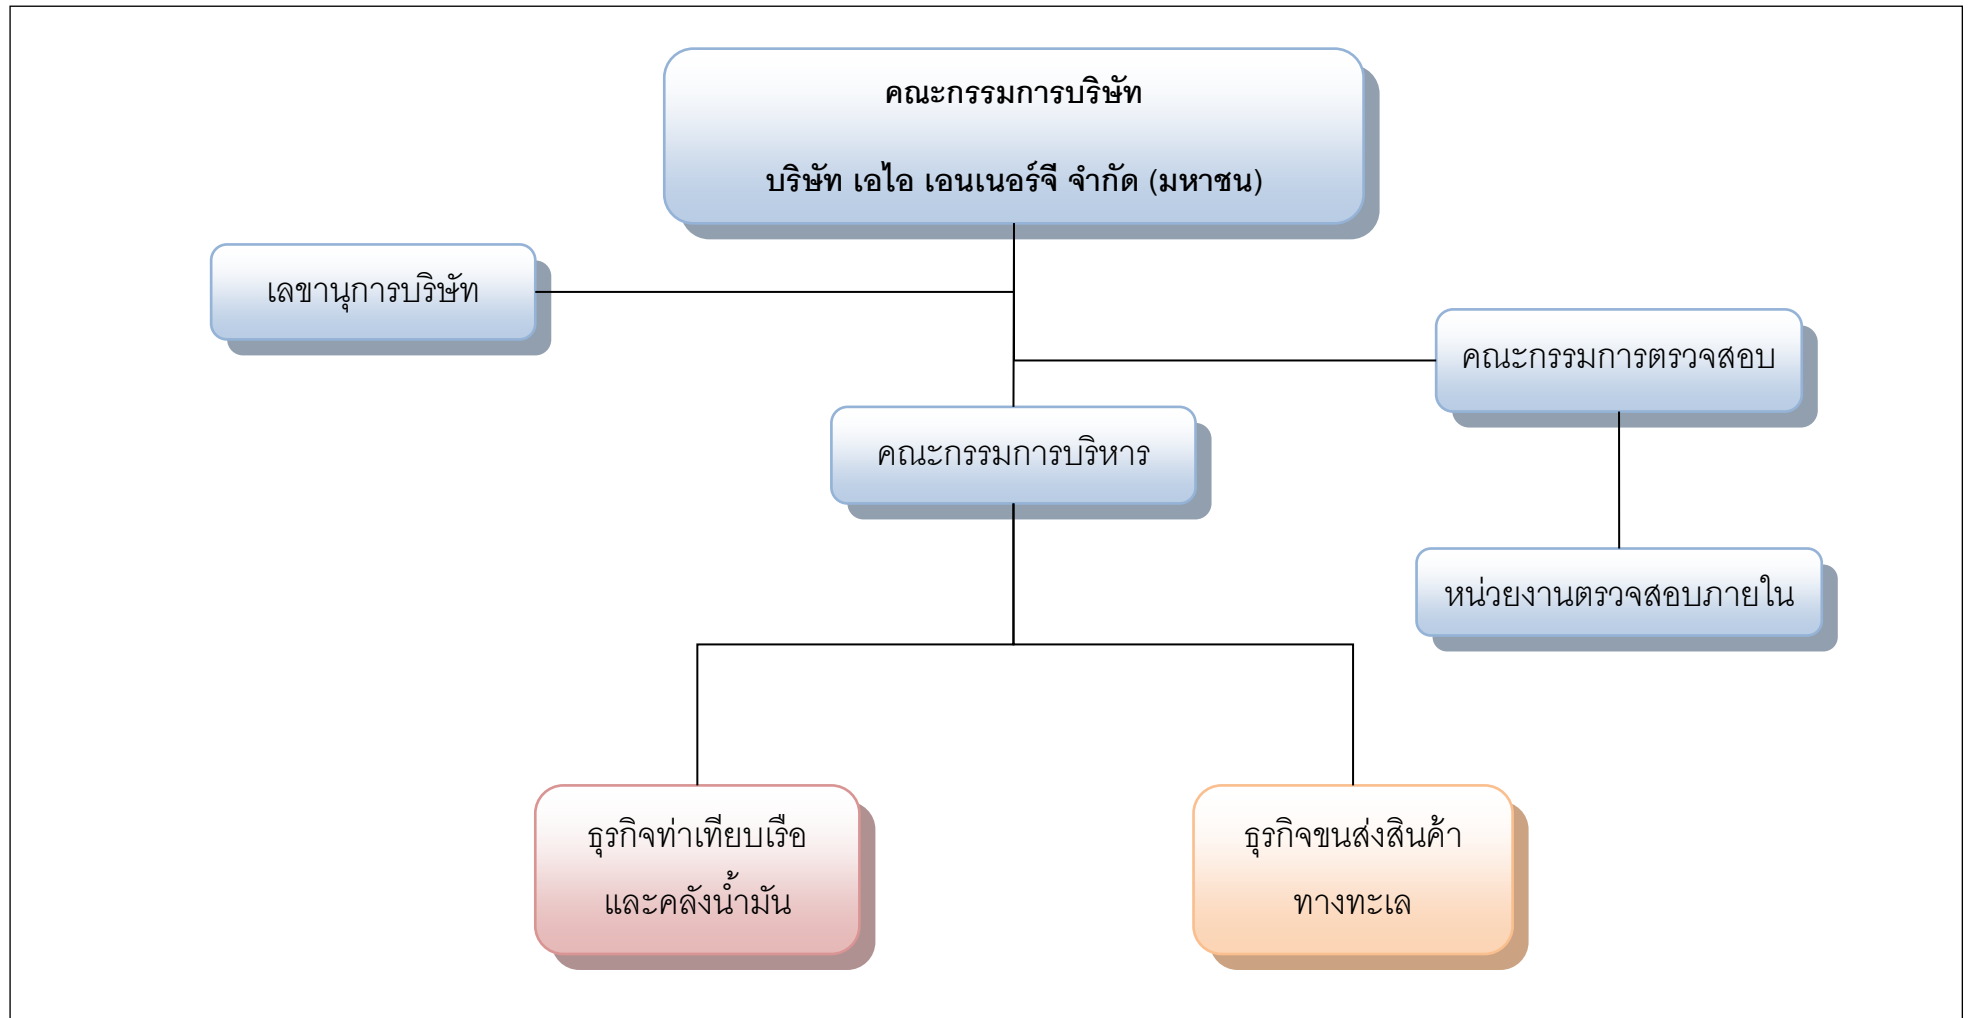 คณะกรรมการบริษัท
บริษัท เอไอ เอนเนอร์จี จำกัด (มหาชน)
เลขานุการบริษัท
คณะกรรมการตรวจสอบ
คณะกรรมการบริหาร
หน่วยงานตรวจสอบภายใน
ธุรกิจท่าเทียบเรือ
และคลังน้ำมัน
ธุรกิจขนส่งสินค้า
ทางทะเล